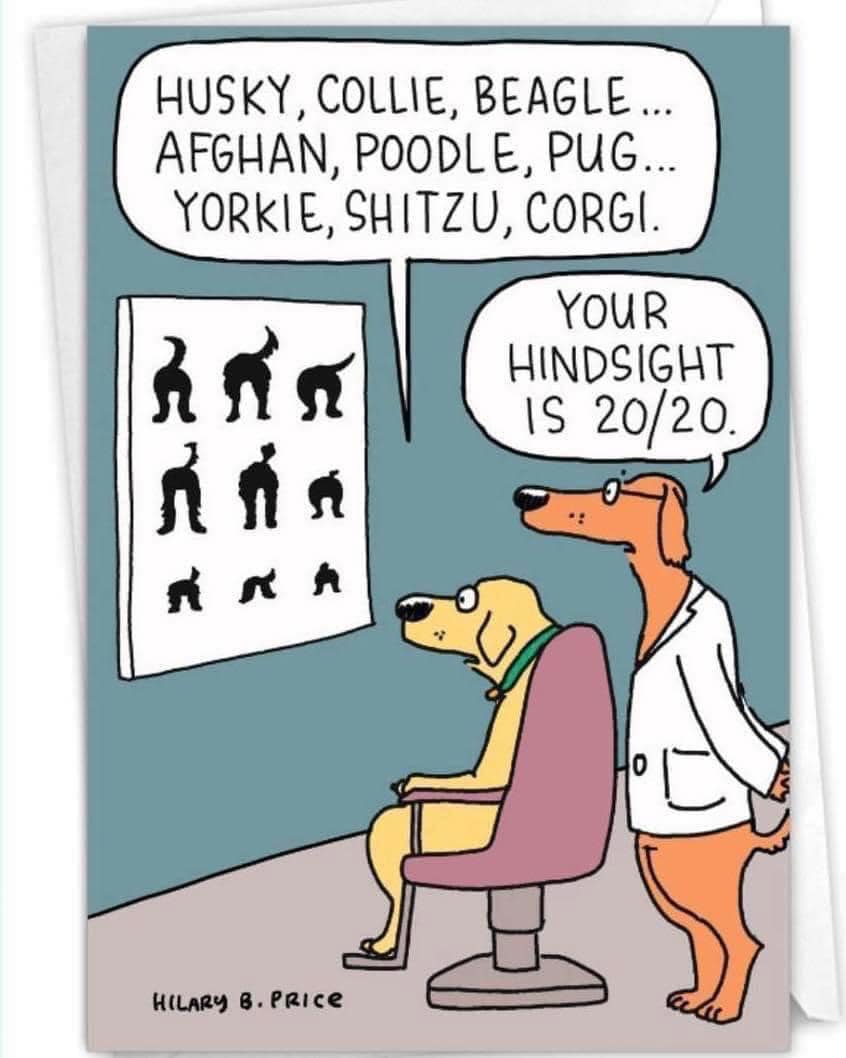 HUSKY, COLLIE, BEAGLE...
AFGHAN, POODLE, PUG...
YORKIE, SHITZU, CORGI.
YOUR
HINDSIGHT
IS 20/20.
HILARY B. PRICE